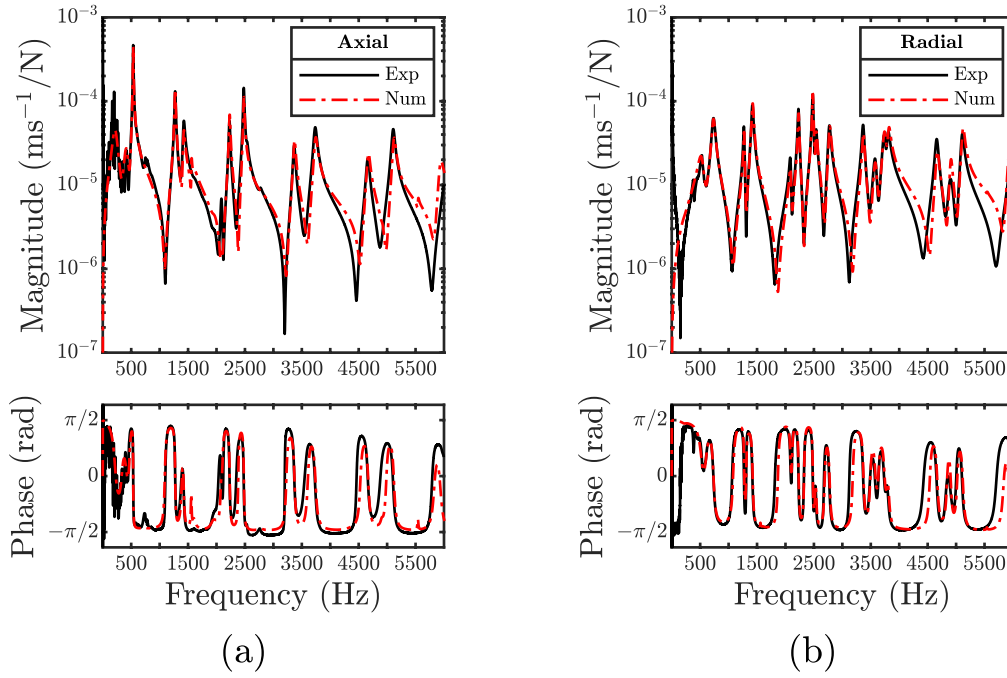 Magnitude (ms⁻¹/N)
10⁻³
10⁻⁴
10⁻⁵
10⁻⁶
10⁻⁷
Axial
Exp
Num
500 1500 2500 3500 4500 5500
Phase (rad)
π/2
0
−π/2
500 1500 2500 3500 4500 5500
Frequency (Hz)
(a)
Magnitude (ms⁻¹/N)
10⁻³
10⁻⁴
10⁻⁵
10⁻⁶
10⁻⁷
Radial
Exp
Num
500 1500 2500 3500 4500 5500
Phase (rad)
π/2
0
−π/2
500 1500 2500 3500 4500 5500
Frequency (Hz)
(b)